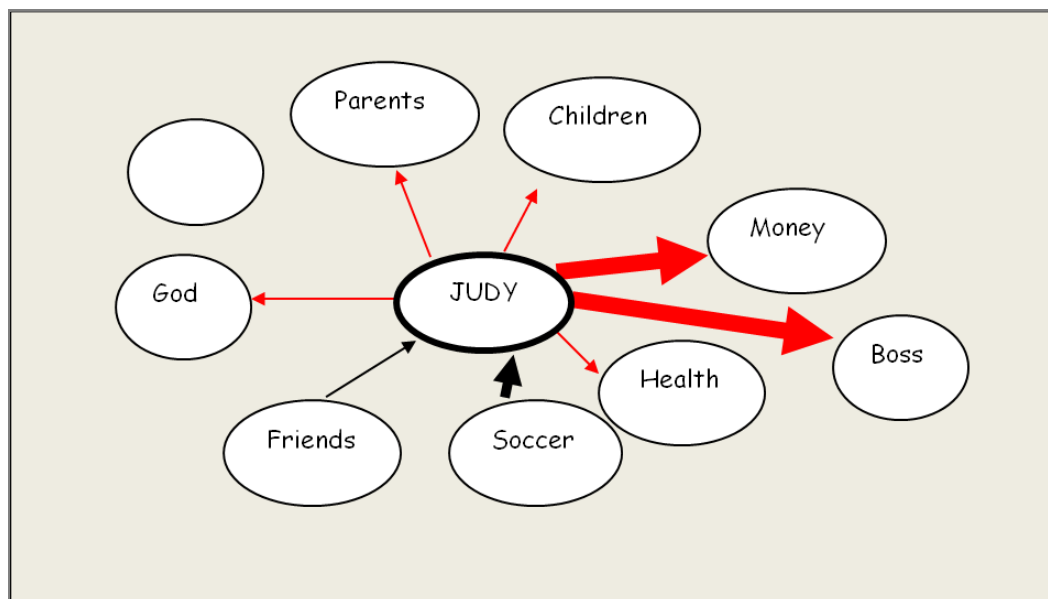 Parents
Children
Money
God
JUDY
Boss
Health
Friends
Soccer